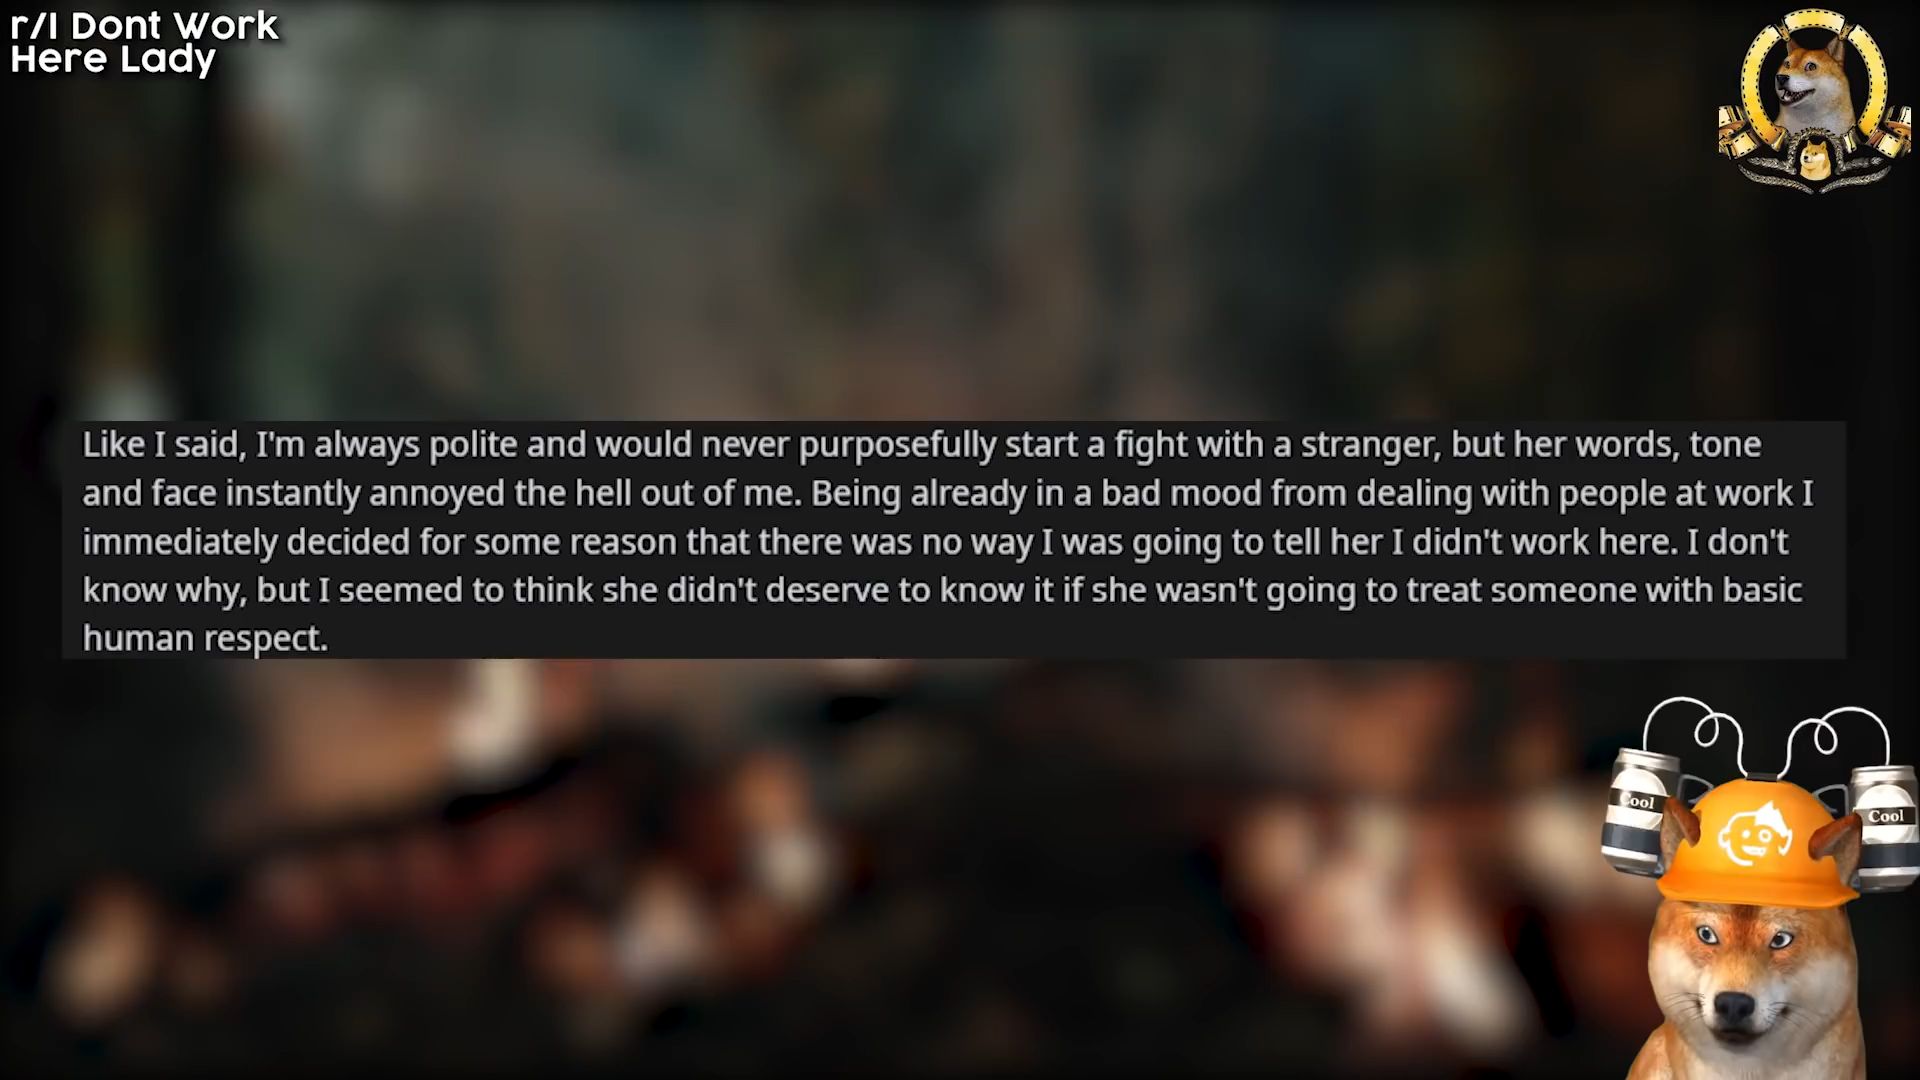 r/I Dont Work
Here Lady
Like I said, I'm always polite and would never purposefully start a fight with a stranger, but her words, tone
and face instantly annoyed the hell out of me. Being already in a bad mood from dealing with people at work I
immediately decided for some reason that there was no way I was going to tell her I didn't work here. I don't
know why, but I seemed to think she didn't deserve to know it if she wasn't going to treat someone with basic
human respect.
Cool
Cool